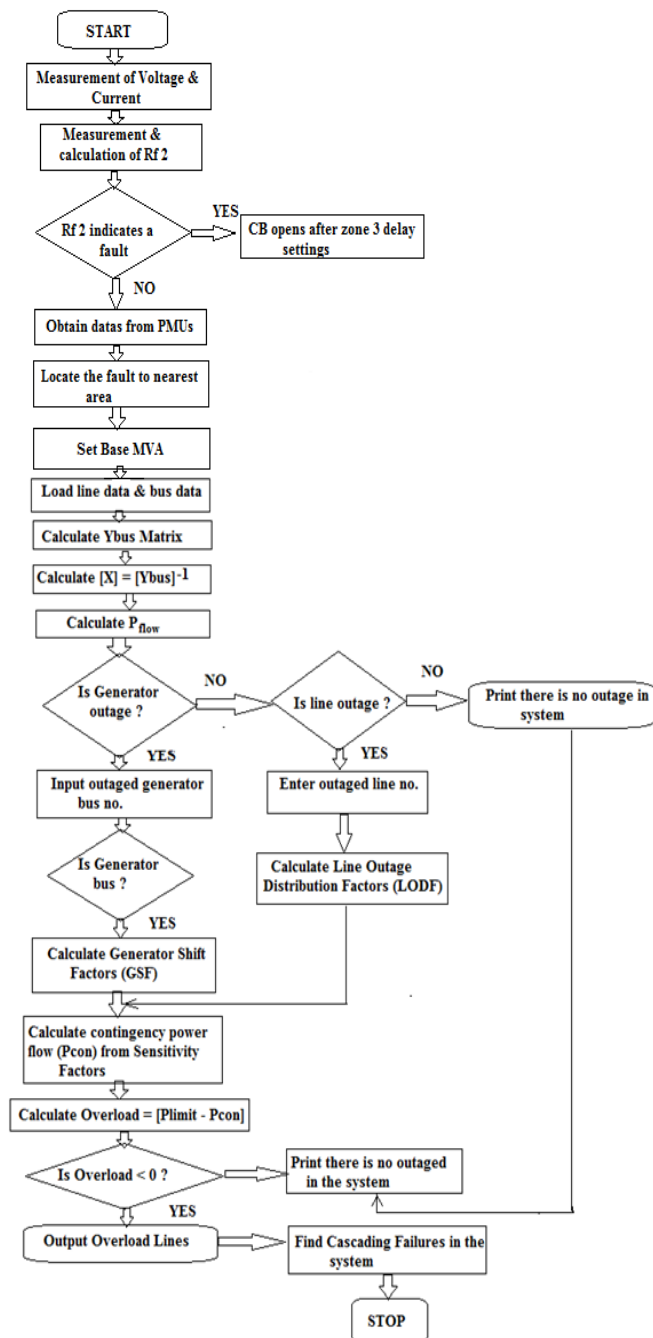 START
Measurement of Voltage &
Current
Measurement &
calculation of Rf 2
Rf 2 indicates a
fault
YES
CB opens after zone 3 delay
settings
NO
Obtain datas from PMUs
Locate the fault to nearest
area
Set Base MVA
Load line data & bus data
Calculate Ybus Matrix
Calculate [X] = [Ybus]-1
Calculate Pflow
Is Generator
outage ?
NO
Is line outage ?
NO
Print there is no outage in
system
YES
Input outaged generator
bus no.
YES
Enter outaged line no.
Is Generator
bus ?
Calculate Line Outage
Distribution Factors (LODF)
YES
Calculate Generator Shift
Factors (GSF)
Calculate contingency power
flow (Pcon) from Sensitivity
Factors
Calculate Overload = [Plimit - Pcon]
Is Overload < 0 ?
Print there is no outaged
in the system
YES
Output Overload Lines
Find Cascading Failures in the
system
STOP